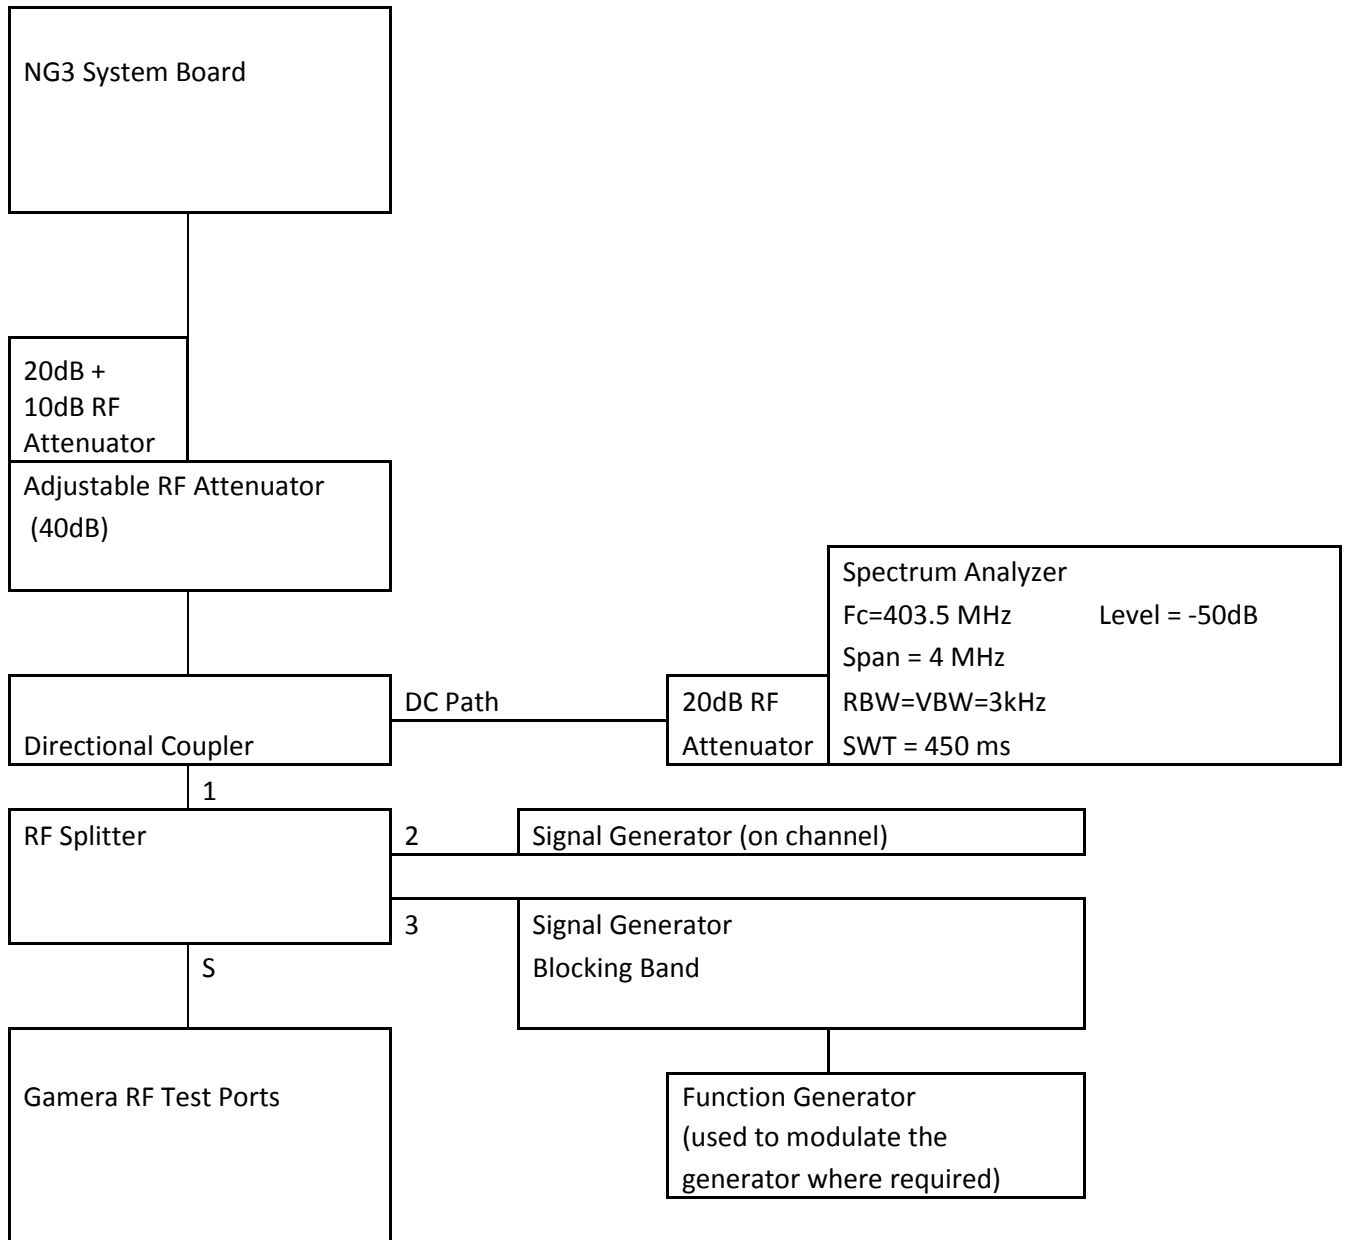 NG3 System Board
20dB +
10dB RF
Attenuator
Adjustable RF Attenuator
(40dB)
Spectrum Analyzer
Fc=403.5 MHz Level = -50dB
Span = 4 MHz
RBW=VBW=3kHz
SWT = 450 ms
DC Path
20dB RF
Attenuator
Directional Coupler
1
RF Splitter
2
Signal Generator (on channel)
3
Signal Generator
Blocking Band
S
Gamera RF Test Ports
Function Generator
(used to modulate the
generator where required)